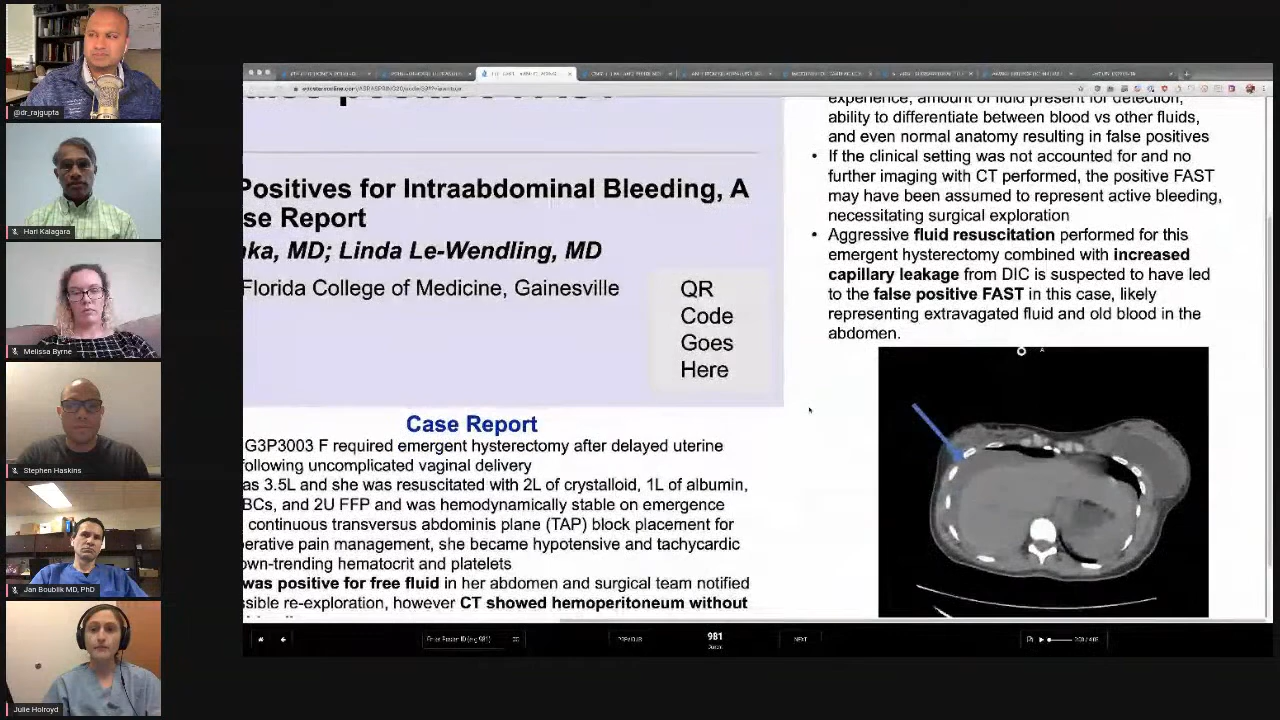 @dr_rajgupta
Hari Kalagara
Melissa Byrne
Stephen Haskins
Jan Boublik MD, PhD
Julie Holroyd
Positives for Intraabdominal Bleeding, A
se Report
ka, MD; Linda Le-Wendling, MD
Florida College of Medicine, Gainesville
QR
Code
Goes
Here
Case Report
G3P3003 F required emergent hysterectomy after delayed uterine
following uncomplicated vaginal delivery
as 3.5L and she was resuscitated with 2L of crystalloid, 1L of albumin,
BCs, and 2U FFP and was hemodynamically stable on emergence
continuous transversus abdominis plane (TAP) block placement for
perative pain management, she became hypotensive and tachycardic
own-trending hematocrit and platelets
was positive for free fluid in her abdomen and surgical team notified
ssible re-exploration, however CT showed hemoperitoneum without
experience, amount of fluid present for detection,
ability to differentiate between blood vs other fluids,
and even normal anatomy resulting in false positives
• If the clinical setting was not accounted for and no
further imaging with CT performed, the positive FAST
may have been assumed to represent active bleeding,
necessitating surgical exploration
• Aggressive fluid resuscitation performed for this
emergent hysterectomy combined with increased
capillary leakage from DIC is suspected to have led
to the false positive FAST in this case, likely
representing extravagated fluid and old blood in the
abdomen.
A
PREVIOUS
981
NEXT